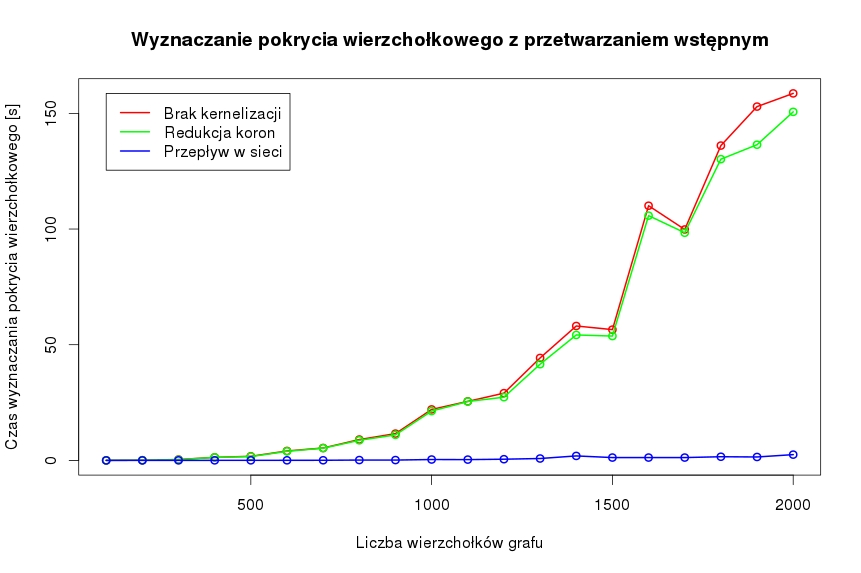 Wyznaczanie pokrycia wierzchołkowego z przetwarzaniem wstępnym
Brak kernelizacji
Redukcja koron
Przepływ w sieci
Czas wyznaczania pokrycia wierzchołkowego [s]
150
100
50
0
500
1000
1500
2000
Liczba wierzchołków grafu